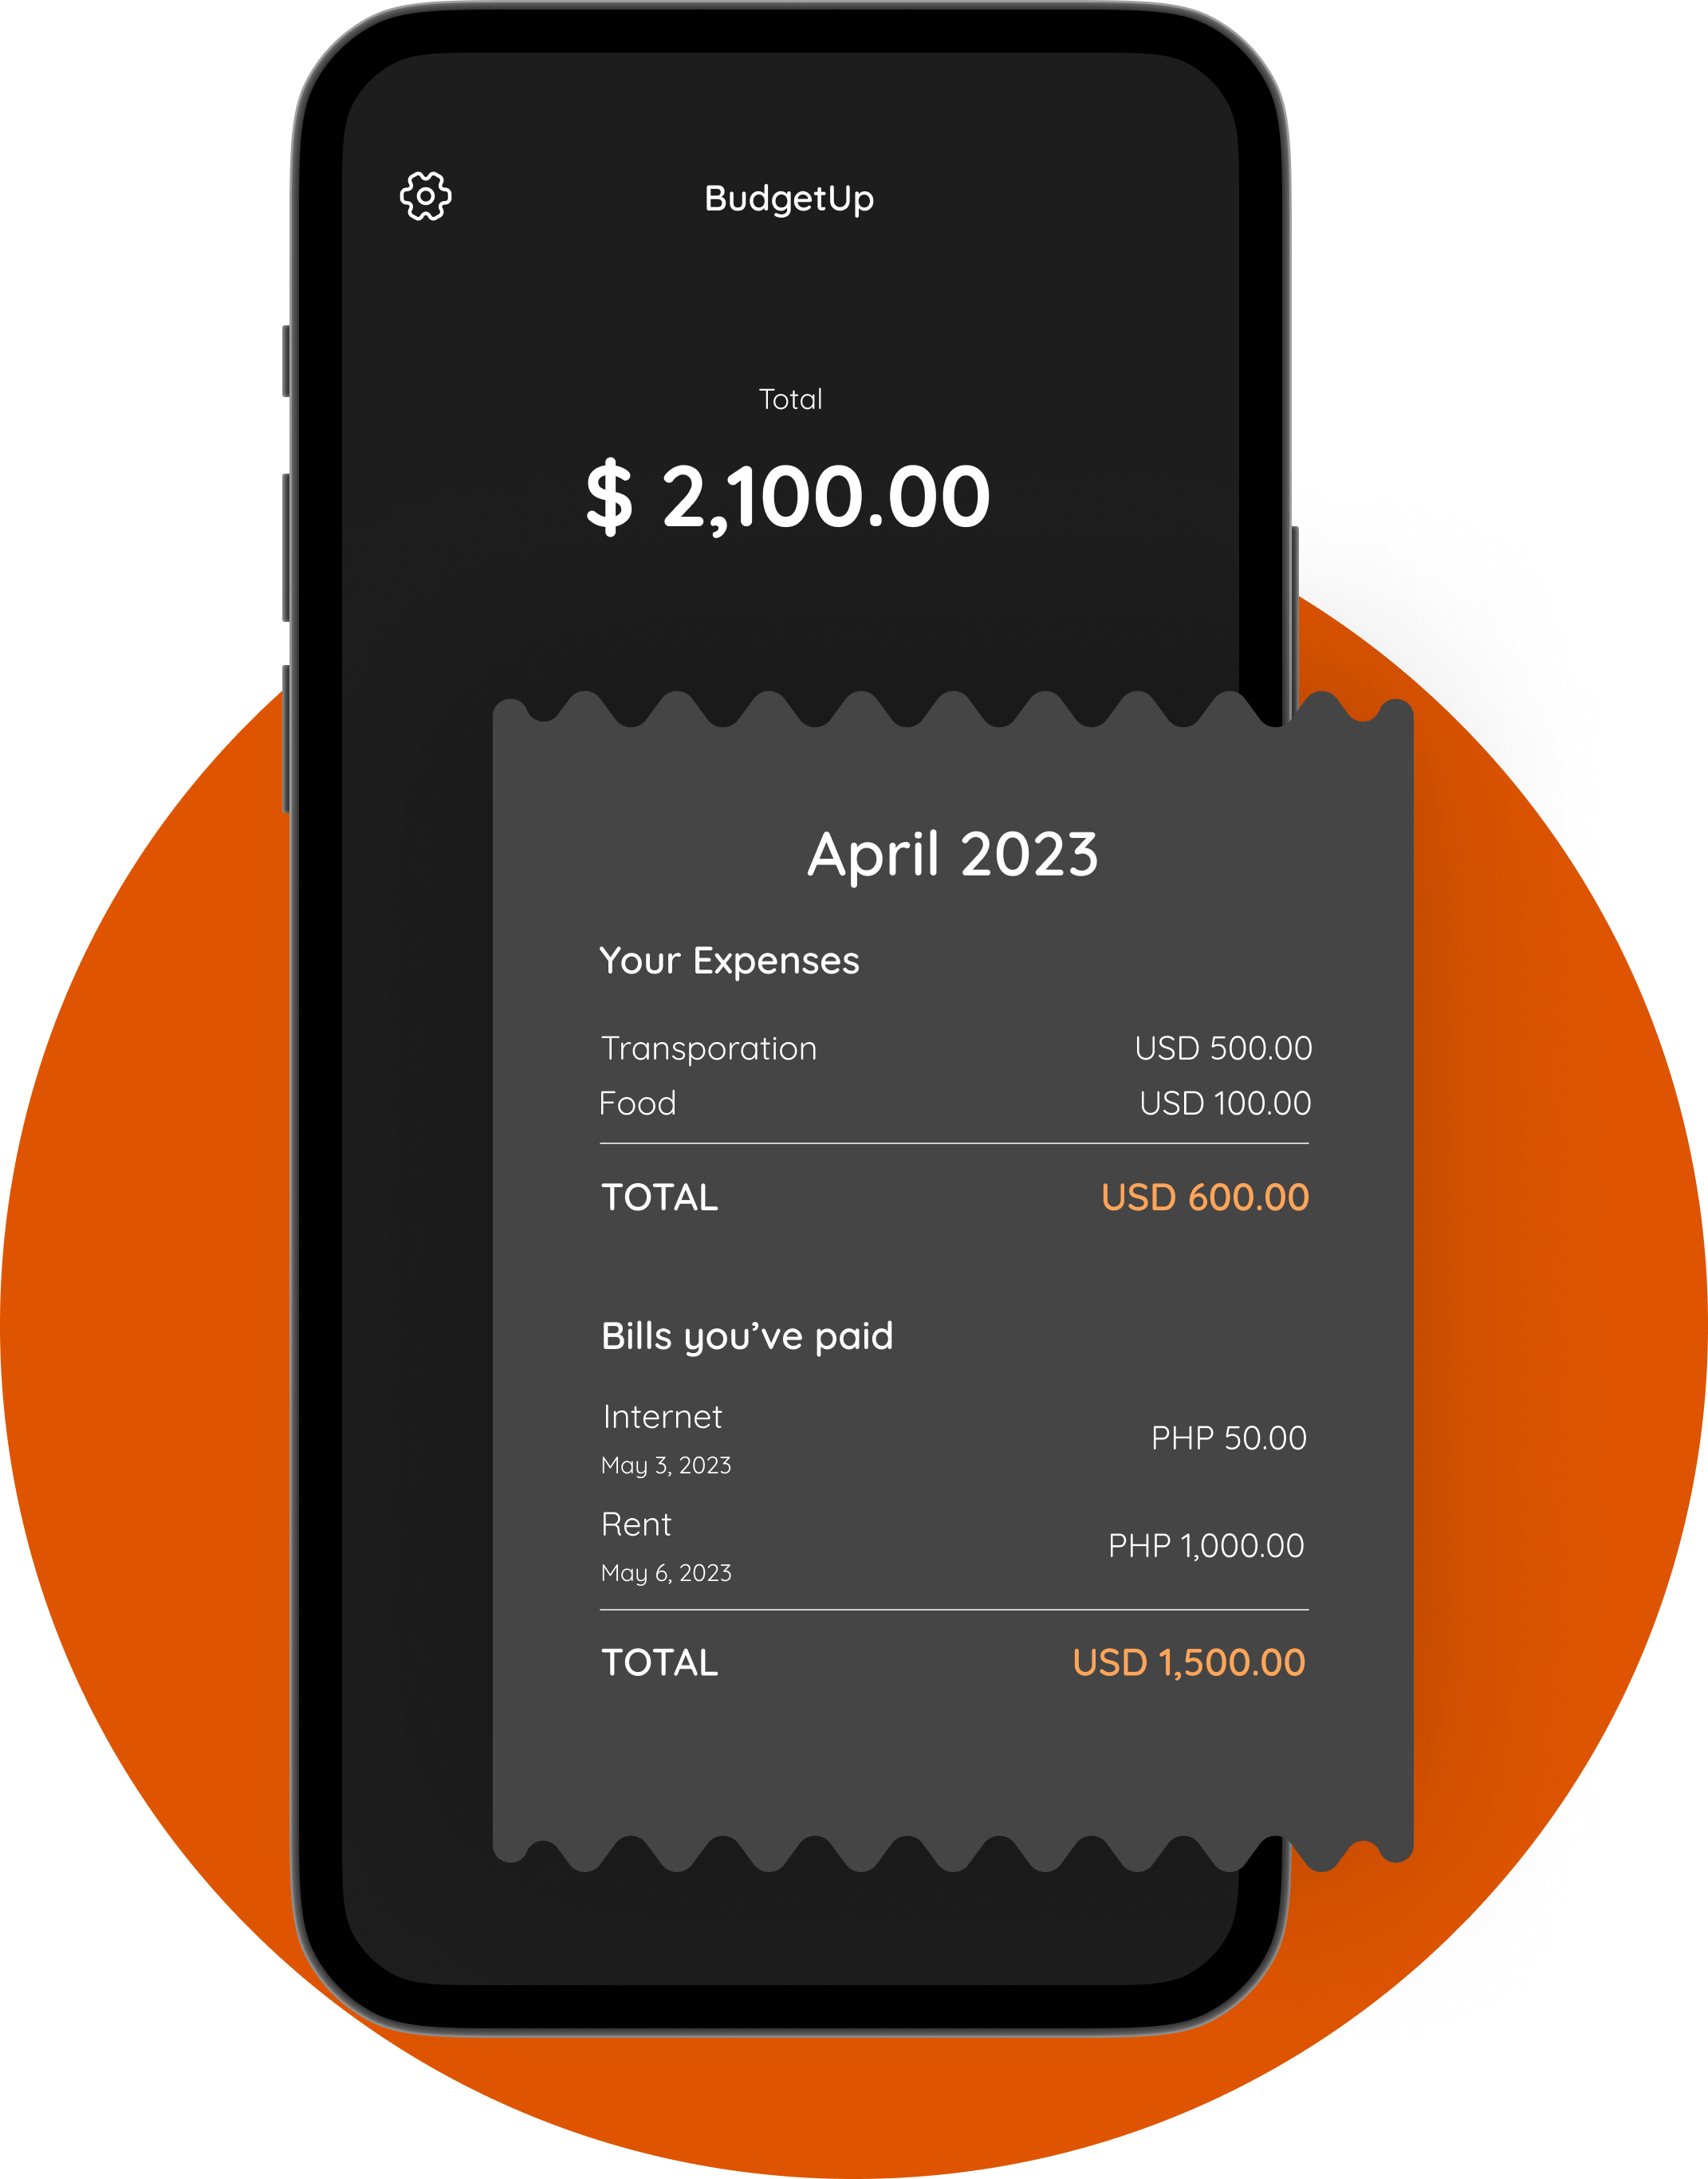 BudgetUp
Total
$ 2,100.00
April 2023
Your Expenses
Transporation USD 500.00
Food USD 100.00
TOTAL USD 600.00
Bills you’ve paid
Internet PHP 50.00
May 3, 2023
Rent PHP 1,000.00
May 6, 2023
TOTAL USD 1,500.00